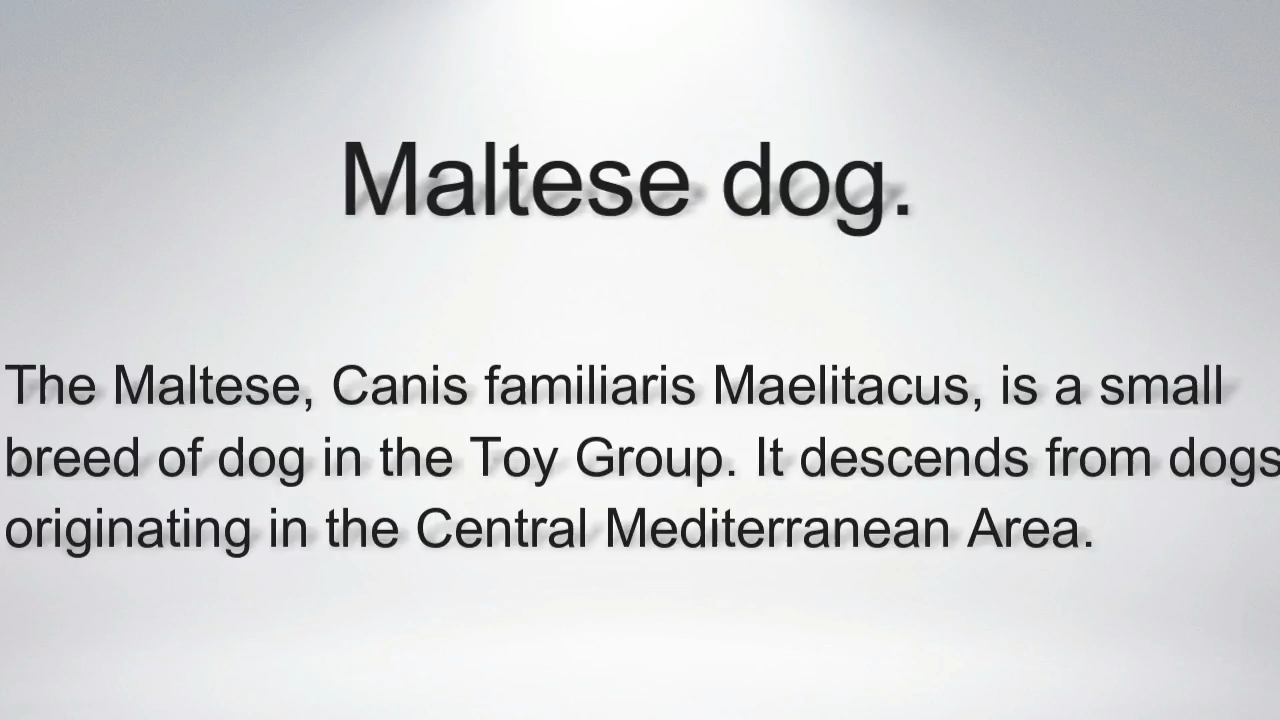 Maltese dog.
The Maltese, Canis familiaris Maelitacus, is a small
breed of dog in the Toy Group. It descends from dogs
originating in the Central Mediterranean Area.